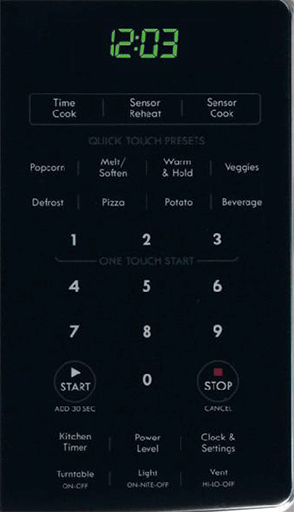 12:03
Time Cook
Sensor Reheat
Sensor Cook
QUICK TOUCH PRESETS
Popcorn
Melt/
Soften
Warm
& Hold
Veggies
Defrost
Pizza
Potato
Beverage
1 2 3
ONE TOUCH START
4 5 6
7 8 9
START
0
STOP
ADD 30 SEC
CANCEL
Kitchen
Timer
Power
Level
Clock &
Settings
Turntable
ON-OFF
Light
ON-NITE-OFF
Vent
HI-LO-OFF